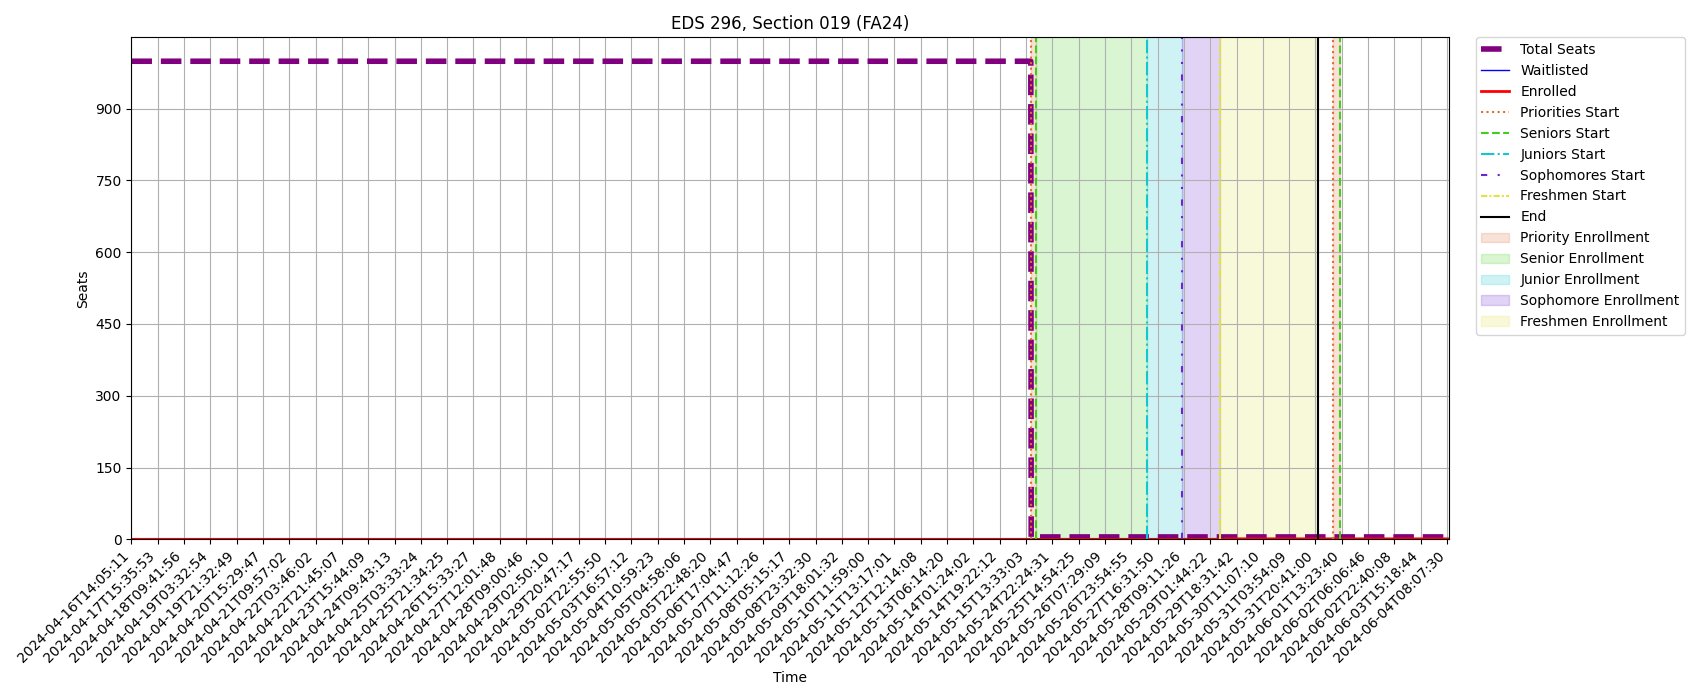 EDS 296, Section 019 (FA24)
Seats
900
750
600
450
300
150
0
2024-04-16T14:05:11
2024-04-17T15:35:53
2024-04-18T09:41:56
2024-04-19T03:32:54
2024-04-19T21:32:49
2024-04-20T15:29:47
2024-04-21T09:57:02
2024-04-22T03:46:02
2024-04-22T21:45:07
2024-04-23T15:44:09
2024-04-24T09:43:13
2024-04-25T03:33:24
2024-04-25T21:34:25
2024-04-26T15:33:27
2024-04-27T12:01:48
2024-04-28T09:00:46
2024-04-29T02:50:10
2024-04-29T20:47:17
2024-05-02T22:55:50
2024-05-03T16:57:12
2024-05-04T10:59:23
2024-05-05T04:58:06
2024-05-05T22:48:20
2024-05-06T17:04:47
2024-05-07T11:12:26
2024-05-08T05:15:17
2024-05-08T23:32:30
2024-05-09T18:01:32
2024-05-10T11:59:00
2024-05-11T13:17:01
2024-05-12T12:14:08
2024-05-13T06:14:20
2024-05-14T01:24:02
2024-05-14T19:22:12
2024-05-15T13:33:03
2024-05-24T22:24:31
2024-05-25T14:54:25
2024-05-26T07:29:09
2024-05-26T23:54:55
2024-05-27T16:31:50
2024-05-28T09:11:26
2024-05-29T01:44:22
2024-05-29T18:31:42
2024-05-30T11:07:10
2024-05-31T03:54:09
2024-05-31T20:41:00
2024-06-01T13:23:40
2024-06-02T06:06:46
2024-06-02T22:40:08
2024-06-03T15:18:44
2024-06-04T08:07:30
Time
Total Seats
Waitlisted
Enrolled
Priorities Start
Seniors Start
Juniors Start
Sophomores Start
Freshmen Start
End
Priority Enrollment
Senior Enrollment
Junior Enrollment
Sophomore Enrollment
Freshmen Enrollment